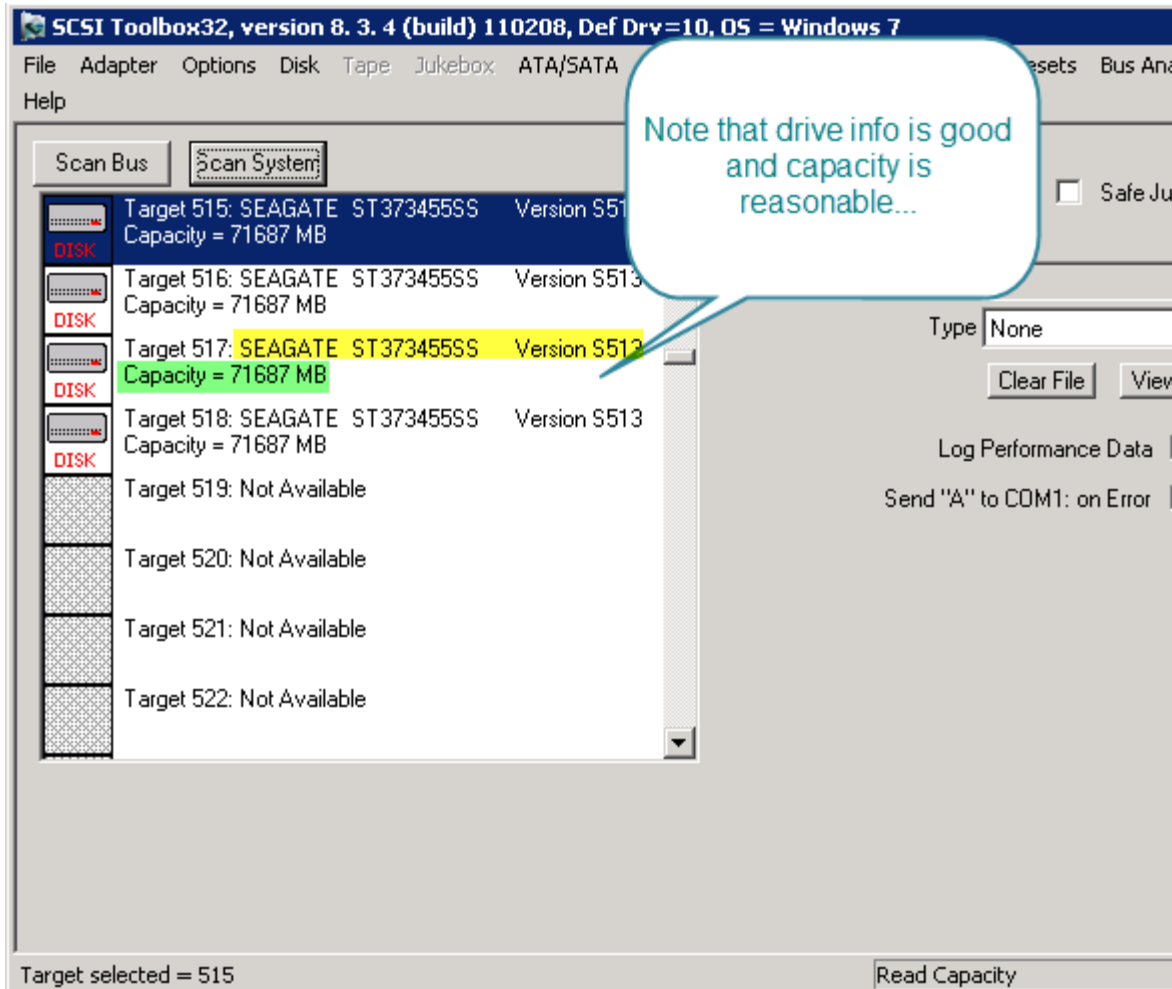 SCSI Toolbox32, version 8. 3. 4 (build) 110208, Def Drv=10, OS = Windows 7
File Adapter Options Disk Tape Jukebox ATA/SATA
Help
Note that drive info is good
and capacity is
reasonable...
Scan Bus Scan System
Target 515: SEAGATE ST373455SS Version
Capacity = 71687 MB
DISK
Target 516: SEAGATE ST373455SS Version S513
Capacity = 71687 MB
DISK
Target 517: SEAGATE ST373455SS Version S513
Capacity = 71687 MB
DISK
Target 518: SEAGATE ST373455SS Version S513
Capacity = 71687 MB
DISK
Target 519: Not Available
Target 520: Not Available
Target 521: Not Available
Target 522: Not Available
Safe
Type None
Clear File View
Log Performance Data
Send "A" to COM1: on Error
Target selected = 515
Read Capacity